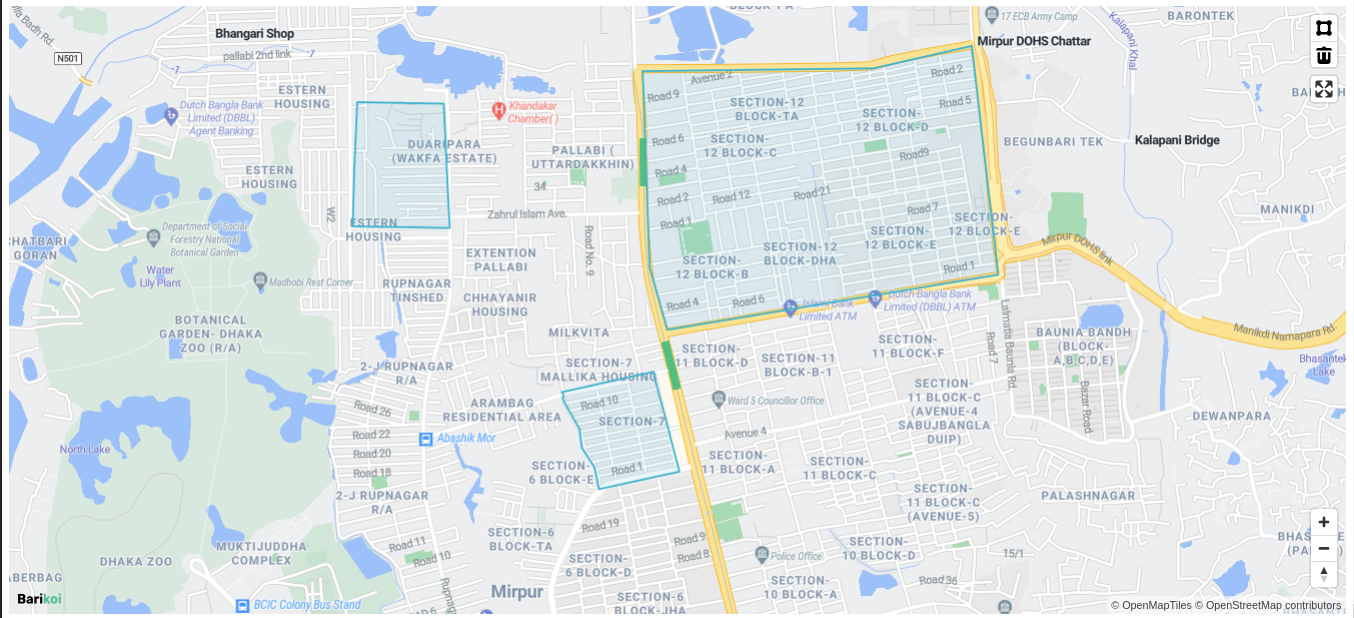 BLOCK-PA
17 ECB Army Camp
BARONTEK
Badh Rd.
Bhangari Shop
Mirpur DOHS Chattar
Kalapani Khal
pallabi 2nd link
N501
Avenue 2
Road 2
ESTERN
HOUSING
Road 9
SECTION-12
BLOCK-TA
Road 5
Dutch Bangla Bank
Limited (DBBL)
Agent Banking
Khandakar
Chamber( )
SECTION-
12 BLOCK-D
Road 6
SECTION-
12 BLOCK-C
BEGUNBARI TEK
Kalapani Bridge
DUARIPARA
(WAKFA ESTATE)
PALLABI (
UTTARDAKKHIN)
Road9
ESTERN
HOUSING
Road 4
34
Road 2
Road 12
Road 21
W2
Zahrul Islam Ave.
Road 1
Road 7
SECTION-
12 BLOCK-E
MANIKDI
ESTERN
HOUSING
Department of Social
Forestry National
Botanical Garden
CHATBARI
GORAN
Road No. 9
SECTION-
12 BLOCK-E
Mirpur DOHS link
EXTENTION
PALLABI
SECTION-12
BLOCK-DHA
SECTION-
12 BLOCK-B
Road 1
Water
Lily Plant
Madhobi Rest Corner
RUPNAGAR
TINSHED
CHHAYANIR
HOUSING
Road 4
Road 6
Islami Bank
Limited ATM
Dutch Bangla Bank
Limited (DBBL) ATM
BOTANICAL
GARDEN- DHAKA
ZOO (R/A)
MILKVITA
Lalmatia Baunia Rd
Road 7
BAUNIA BANDH
(BLOCK-
A,B,C,D,E)
Manikdi Namapara Rd.
SECTION-
11 BLOCK-D
SECTION-11
BLOCK-B-1
SECTION-
11 BLOCK-F
Bhasantek
Lake
2-J RUPNAGAR
R/A
SECTION-7
MALLIKA HOUSING
SECTION-
11 BLOCK-C
(AVENUE-4
SABUJBANGLA
DUIP)
Bazar Road
Road 26
ARAMBAG
RESIDENTIAL AREA
Road 10
Ward 5 Councillor Office
SECTION-7
DEWANPARA
Road 22
Abashik Mor
Avenue 4
North Lake
Road 20
Road 18
SECTION-
6 BLOCK-E
Road 1
SECTION-
11 BLOCK-A
SECTION-
11 BLOCK-C
2-J RUPNAGAR
R/A
SECTION-
11 BLOCK-C
(AVENUE-5)
PALASHNAGAR
Road 19
SECTION-6
BLOCK-TA
Road 9
Road 8
Road 11
Road 10
MUKTIJUDDHA
COMPLEX
DHAKA ZOO
SECTION-
6 BLOCK-D
Police Office
SECTION-
10 BLOCK-D
15/1
Mirpur
SECTION-
10 BLOCK-A
Road 36
Barikoi
BCIC Colony Bus Stand
SECTION-6
BLOCK-JHA
© OpenMapTiles © OpenStreetMap contributors